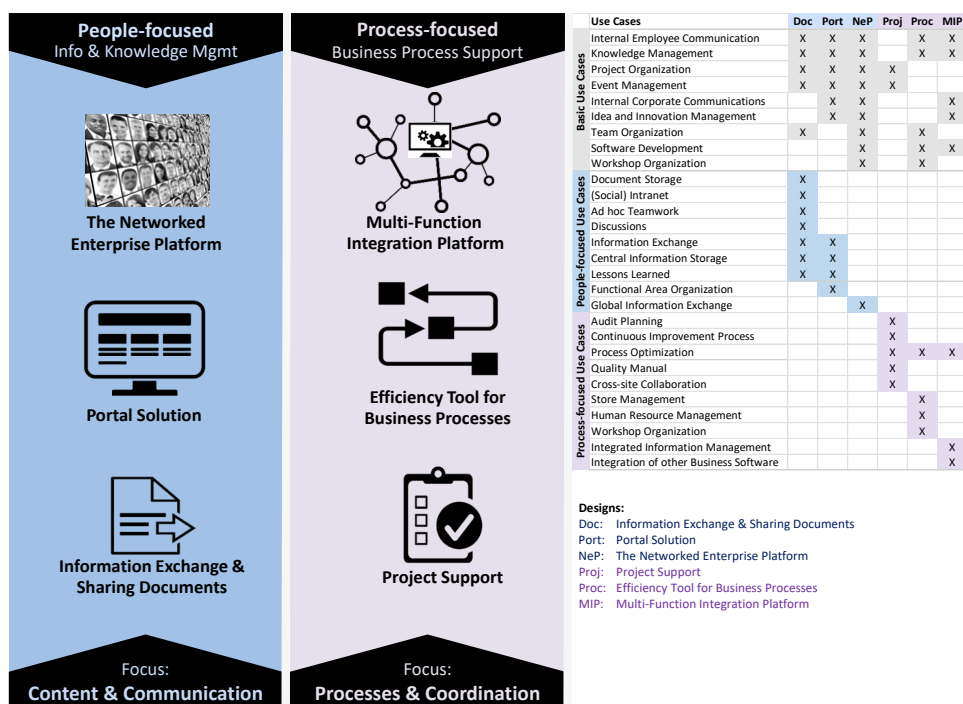 People-focused
Info & Knowledge Mgmt
The Networked
Enterprise Platform
Portal Solution
Information Exchange &
Sharing Documents
Focus:
Content & Communication
Process-focused
Business Process Support
Multi-Function
Integration Platform
Efficiency Tool for
Business Processes
Project Support
Focus:
Processes & Coordination
Use Cases Doc Port NeP Proj Proc MIP
Basic Use Cases
Internal Employee Communication X X X X X
Knowledge Management X X X X X
Project Organization X X X X
Event Management X X X X
Internal Corporate Communications X X X
Idea and Innovation Management X X X
Team Organization X X X
Software Development X X X
Workshop Organization X X
People-focused Use Cases
Document Storage X
(Social) Intranet X
Ad hoc Teamwork X
Discussions X
Information Exchange X X
Central Information Storage X X
Lessons Learned X X
Functional Area Organization X
Global Information Exchange X
Process-focused Use Cases
Audit Planning X
Continuous Improvement Process X
Process Optimization X X X
Quality Manual X
Cross-site Collaboration X
Store Management X
Human Resource Management X
Workshop Organization X
Integrated Information Management X
Integration of other Business Software X
Designs:
Doc: Information Exchange & Sharing Documents
Port: Portal Solution
NeP: The Networked Enterprise Platform
Proj: Project Support
Proc: Efficiency Tool for Business Processes
MIP: Multi-Function Integration Platform